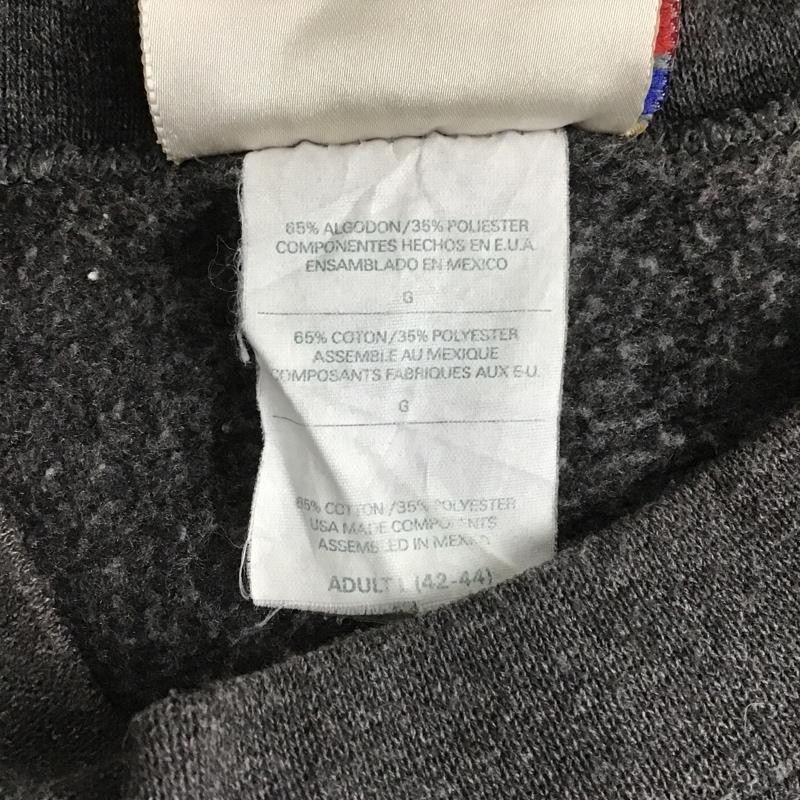 65% ALGODON/35% POLIESTER
COMPONENTES HECHOS EN E.U.A.
ENSAMBLADO EN MEXICO
G
65% COTON/35% POLYESTER
ASSEMBLE AU MEXIQUE
COMPOSANTS FABRIQUES AUX E-U.
G
65% COTTON/35% POLYESTER
USA MADE COMPONENTS
ASSEMBLED IN MEXICO
ADULT L (42-44)